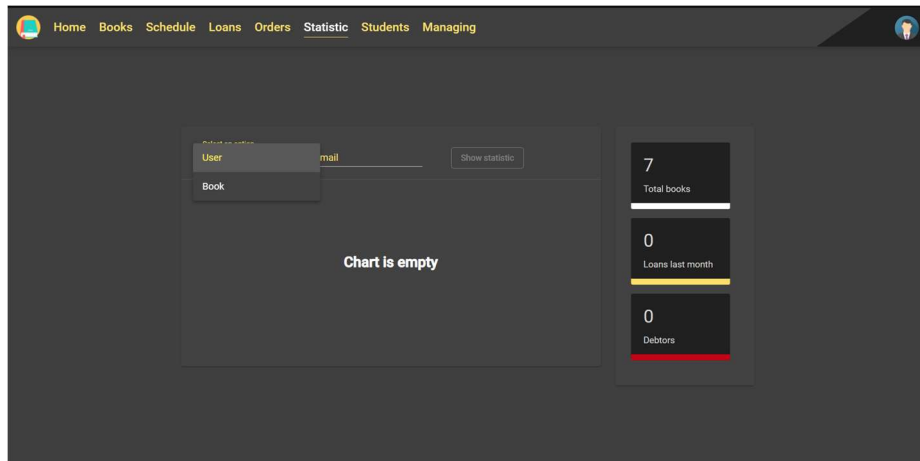 Home Books Schedule Loans Orders Statistic Students Managing
User
mail
Show statistic
Book
Chart is empty
7
Total books
0
Loans last month
0
Debtors